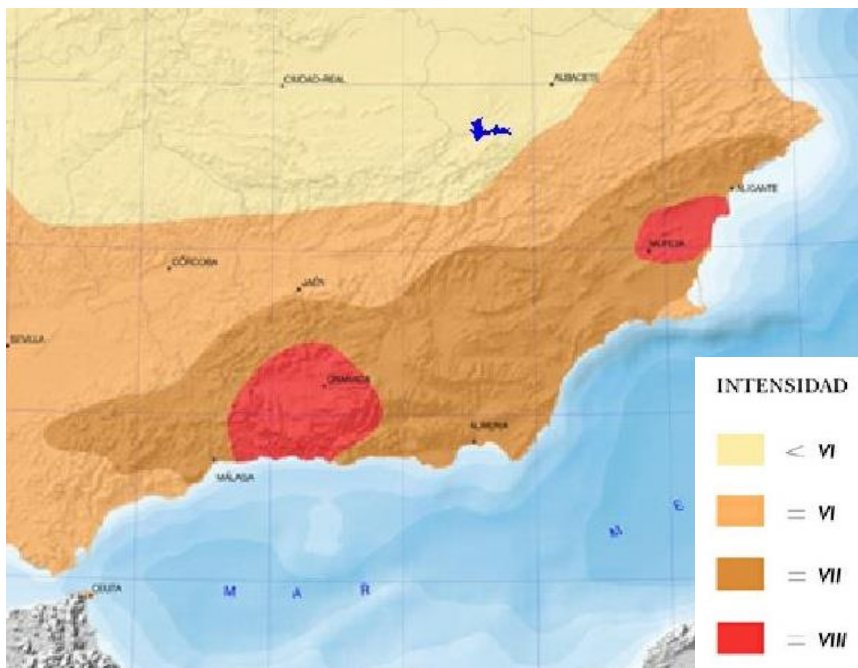 CIUDAD-REAL
ALBACETE
ALICANTE
MURCIA
CÓRDOBA
JAÉN
SEVILLA
GRANADA
ALMERIA
MÁLAGA
CEUTA
M A R
M E
INTENSIDAD
< VI
= VI
= VII
= VIII